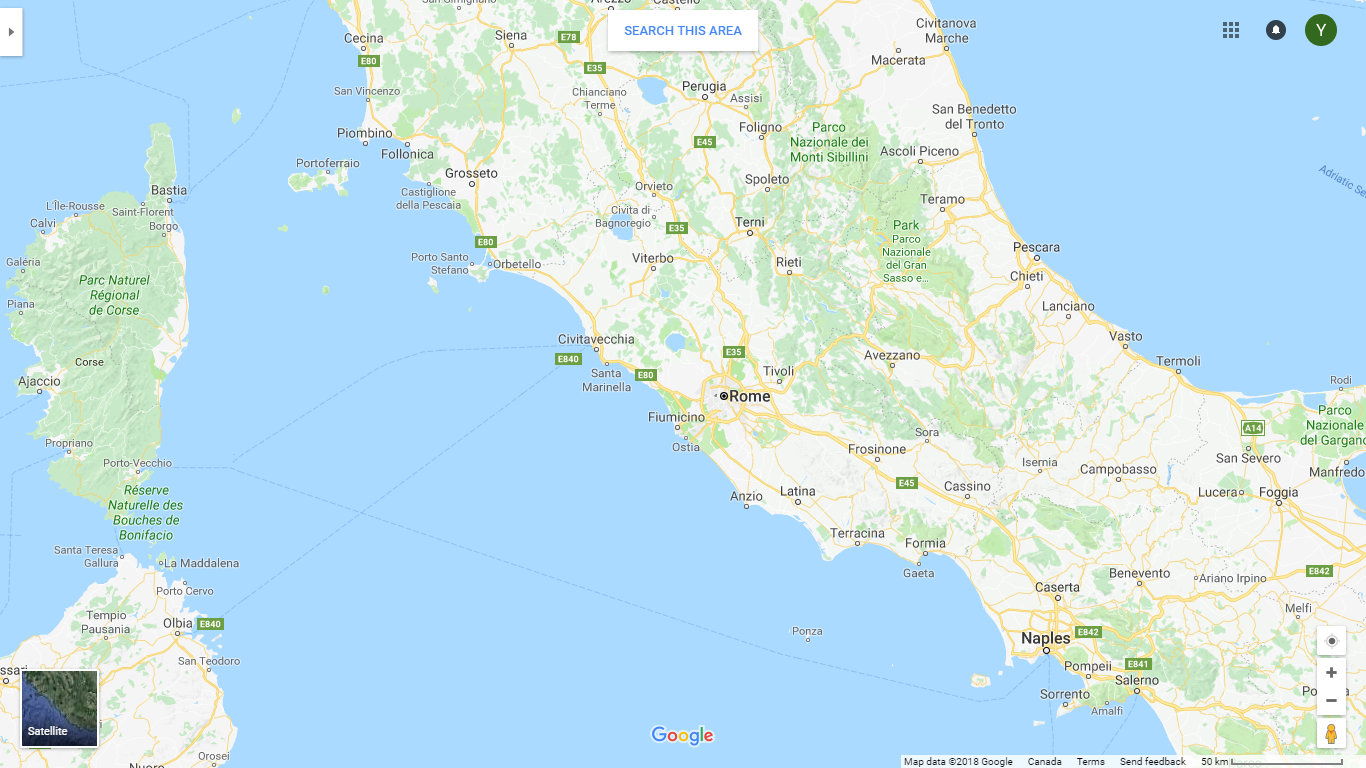 San Gimignano
Castello
SEARCH THIS AREA
Y
Civitanova
Marche
Cecina
Siena
E78
E80
E35
Macerata
San Vincenzo
Chianciano
Terme
Perugia
Assisi
San Benedetto
del Tronto
Piombino
Follonica
E45
Foligno
Parco
Nazionale dei
Monti Sibillini
Ascoli Piceno
Portoferraio
Grosseto
Spoleto
Adriatic Se
Bastia
Castiglione
della Pescaia
Orvieto
Teramo
L'Île-Rousse
Saint-Florent
Calvi
Borgo
Civita di
Bagnoregio
Terni
E35
E80
Park
Parco
Nazionale
del Gran
Sasso e...
Pescara
Galéria
Porto Santo
Stefano
Orbetello
Viterbo
Rieti
Chieti
Parc Naturel
Régional
de Corse
Piana
Lanciano
Civitavecchia
Vasto
E840
E35
Avezzano
Termoli
Corse
Ajaccio
Santa
Marinella
E80
Tivoli
Rodi
Rome
Fiumicino
Parco
Nazionale
del Gargano
A14
Propriano
Ostia
Sora
Frosinone
San Severo
Porto-Vecchio
Isernia
Campobasso
Manfredo
Réserve
Naturelle des
Bouches de
Bonifacio
E45
Cassino
Anzio
Latina
Lucera
Foggia
Terracina
Formia
Santa Teresa
Gallura
La Maddalena
Gaeta
Benevento
E842
Ariano Irpino
Porto Cervo
Caserta
Tempio
Pausania
Olbia
E840
Melfi
Ponza
Naples
E842
San Teodoro
ssari
Pompeii
E841
Salerno
Sorrento
Amalfi
Satellite
Google
Orosei
Nuoro
Map data ©2018 Google Canada Terms Send feedback 50 km